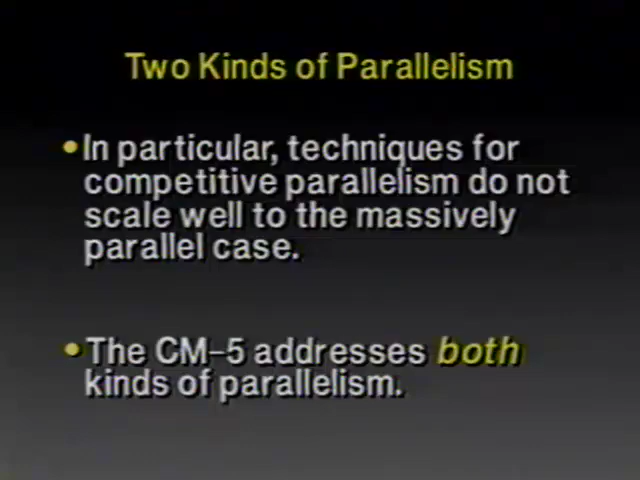 Two Kinds of Parallelism
•In particular, techniques for
competitive parallelism do not
scale well to the massively
parallel case.
•The CM–5 addresses both
kinds of parallelism.